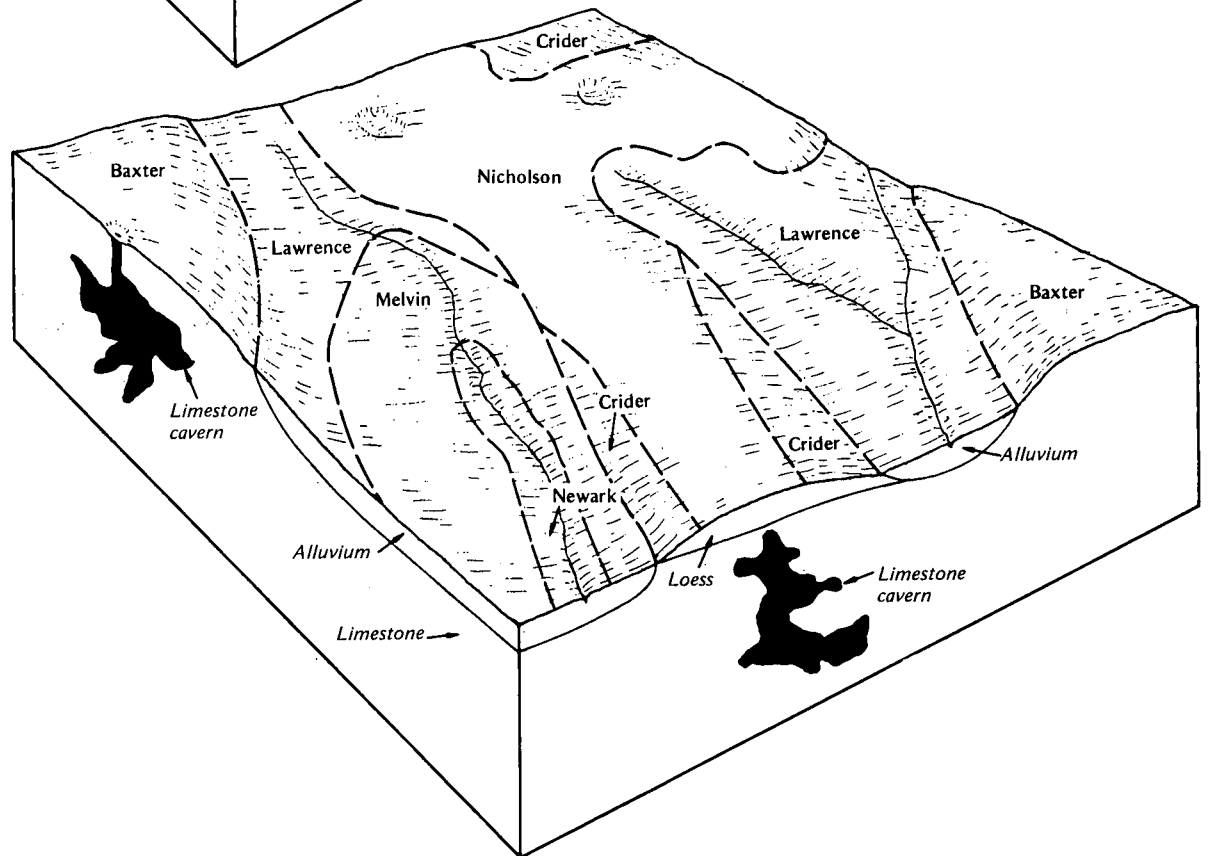 Crider
Baxter
Nicholson
Lawrence
Lawrence
Melvin
Baxter
Limestone
cavern
Crider
Crider
Alluvium
Newark
Alluvium
Loess
Limestone
cavern
Limestone